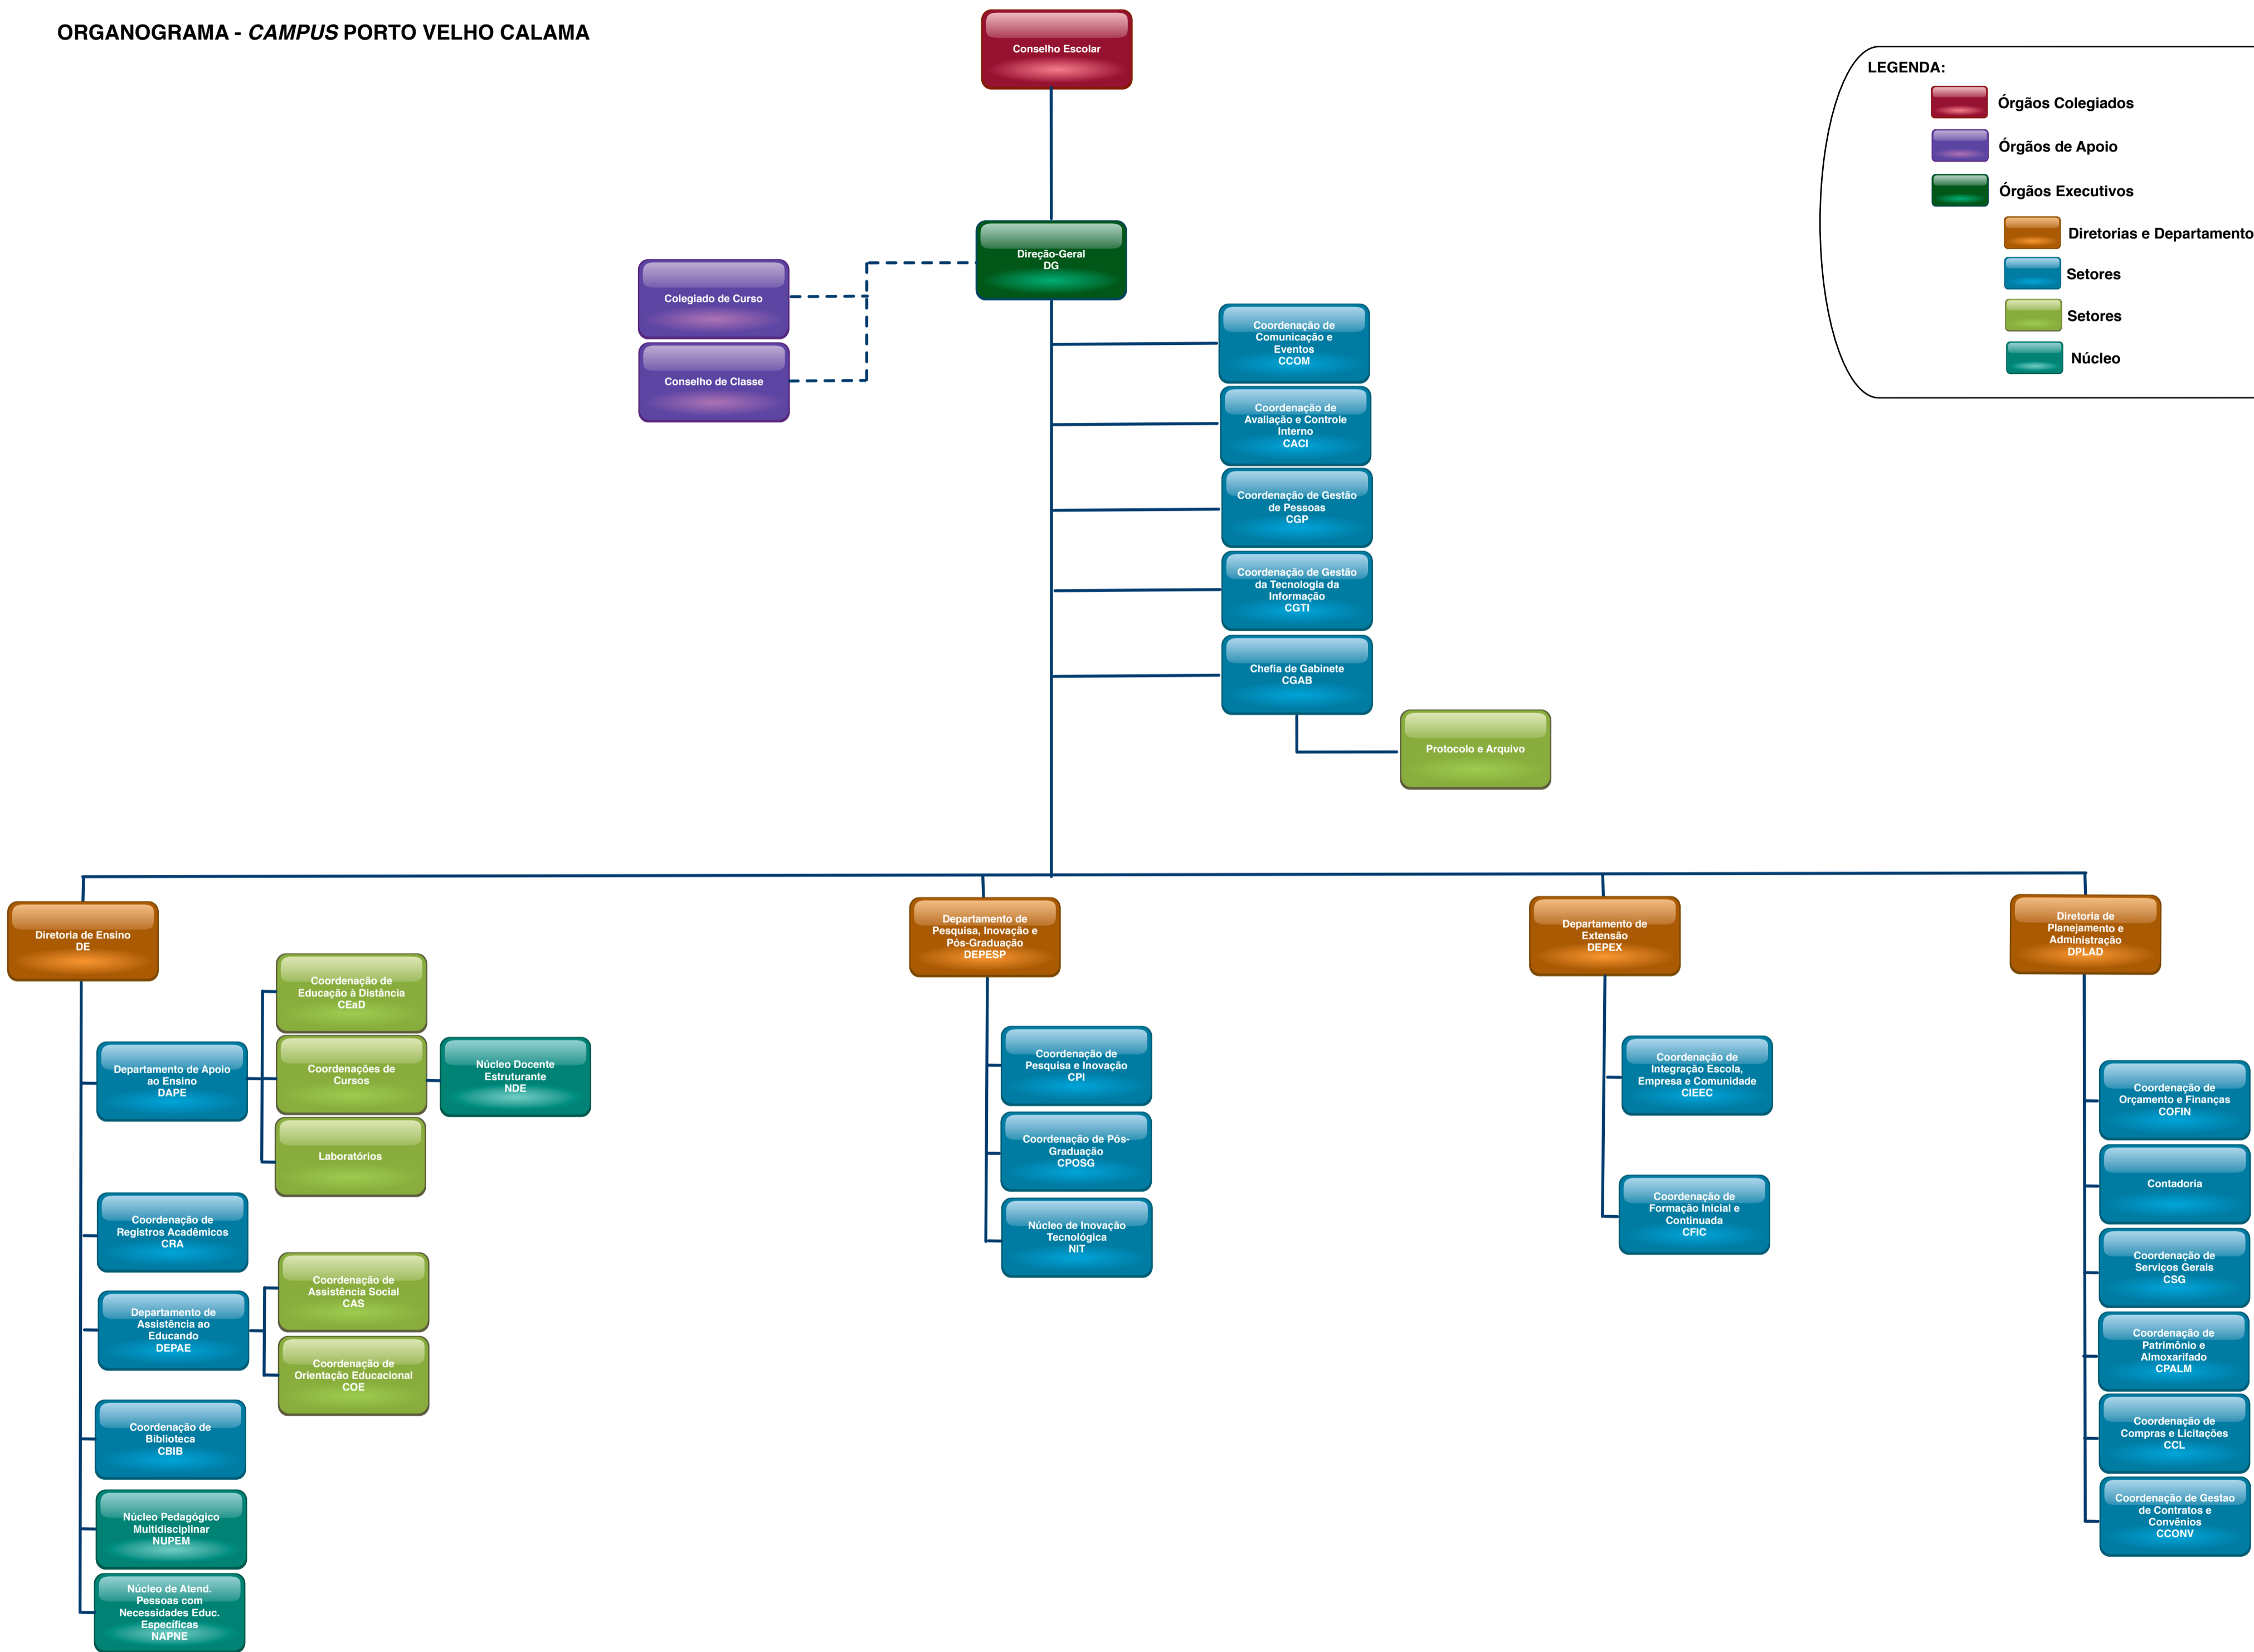 ORGANOGRAMA - CAMPUS PORTO VELHO CALAMA
Conselho Escolar
LEGENDA:
Órgãos Colegiados
Órgãos de Apoio
Órgãos Executivos
Diretorias e Departamento
Setores
Setores
Núcleo
Direção-Geral
DG
Colegiado de Curso
Conselho de Classe
Coordenação de
Comunicação e
Eventos
CCOM
Coordenação de
Avaliação e Controle
Interno
CACI
Coordenação de Gestão
de Pessoas
CGP
Coordenação de Gestão
da Tecnologia da
Informação
CGTI
Chefia de Gabinete
CGAB
Protocolo e Arquivo
Diretoria de Ensino
DE
Departamento de Apoio
ao Ensino
DAPE
Coordenação de
Educação à Distância
CEaD
Coordenações de
Cursos
Núcleo Docente
Estruturante
NDE
Laboratórios
Coordenação de
Registros Acadêmicos
CRA
Departamento de
Assistência ao
Educando
DEPAE
Coordenação de
Assistência Social
CAS
Coordenação de
Orientação Educacional
COE
Coordenação de
Biblioteca
CBIB
Núcleo Pedagógico
Multidisciplinar
NUPEM
Núcleo de Atend.
Pessoas com
Necessidades Educ.
Específicas
NAPNE
Departamento de
Pesquisa, Inovação e
Pós-Graduação
DEPESP
Coordenação de
Pesquisa e Inovação
CPI
Coordenação de Pós-
Graduação
CPOSG
Núcleo de Inovação
Tecnológica
NIT
Departamento de
Extensão
DEPEX
Coordenação de
Integração Escola,
Empresa e Comunidade
CIEEC
Coordenação de
Formação Inicial e
Continuada
CFIC
Diretoria de
Planejamento e
Administração
DPLAD
Coordenação de
Orçamento e Finanças
COFIN
Contadoria
Coordenação de
Serviços Gerais
CSG
Coordenação de
Patrimônio e
Almoxarifado
CPALM
Coordenação de
Compras e Licitações
CCL
Coordenação de Gestao
de Contratos e
Convênios
CCONV